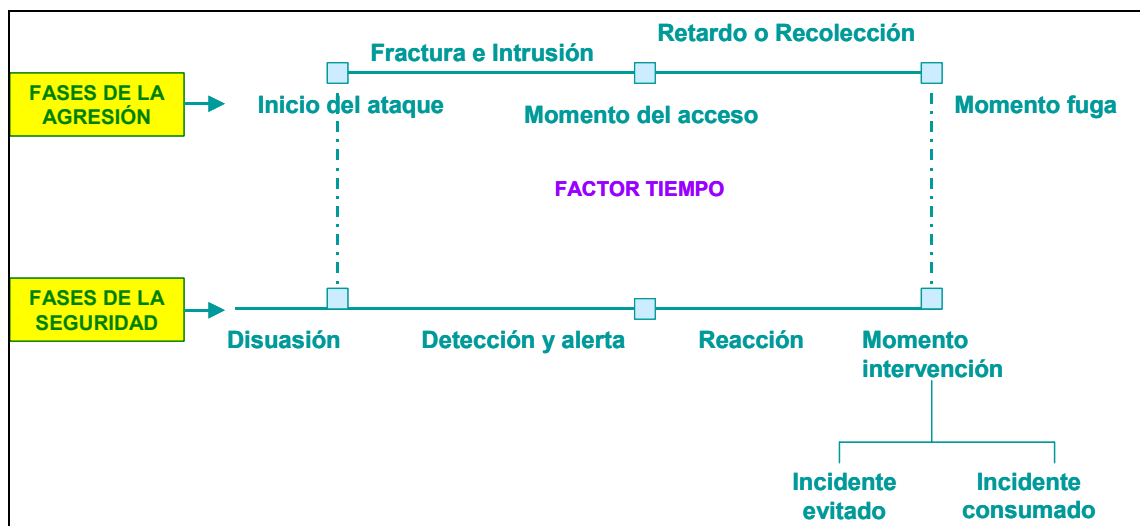 Retardo o Recolección
Fractura e Intrusión
FASES DE LA
AGRESIÓN
Inicio del ataque
Momento del acceso
Momento fuga
FACTOR TIEMPO
FASES DE LA
SEGURIDAD
Disuasión
Detección y alerta
Reacción
Momento
intervención
Incidente
evitado
Incidente
consumado